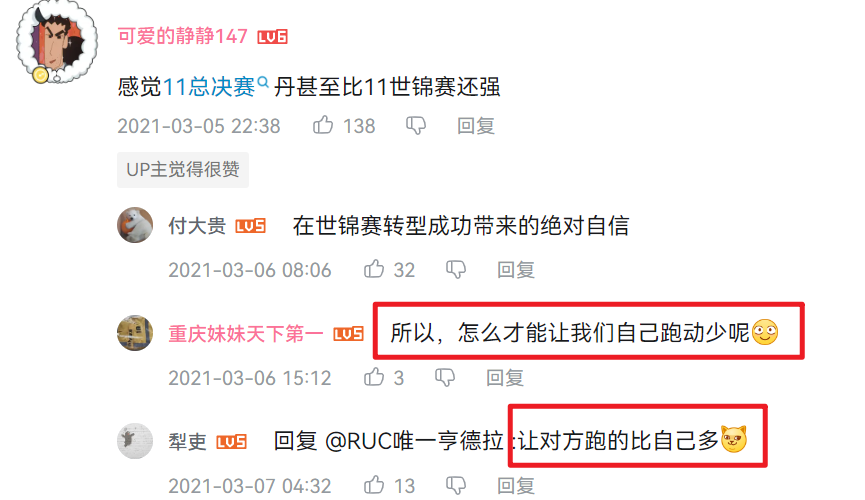 可爱的静静147 LV5
感觉11总决赛 丹甚至比11世锦赛还强
2021-03-05 22:38 138 回复
UP主觉得很赞
付大贵 LV5 在世锦赛转型成功带来的绝对自信
2021-03-06 08:06 32 回复
重庆妹妹天下第一 LV5 所以，怎么才能让我们自己跑动少呢
2021-03-06 15:12 3 回复
犁吏 LV5 回复 @RUC唯一亨德拉 :让对方跑的比自己多
2021-03-07 04:32 13 回复